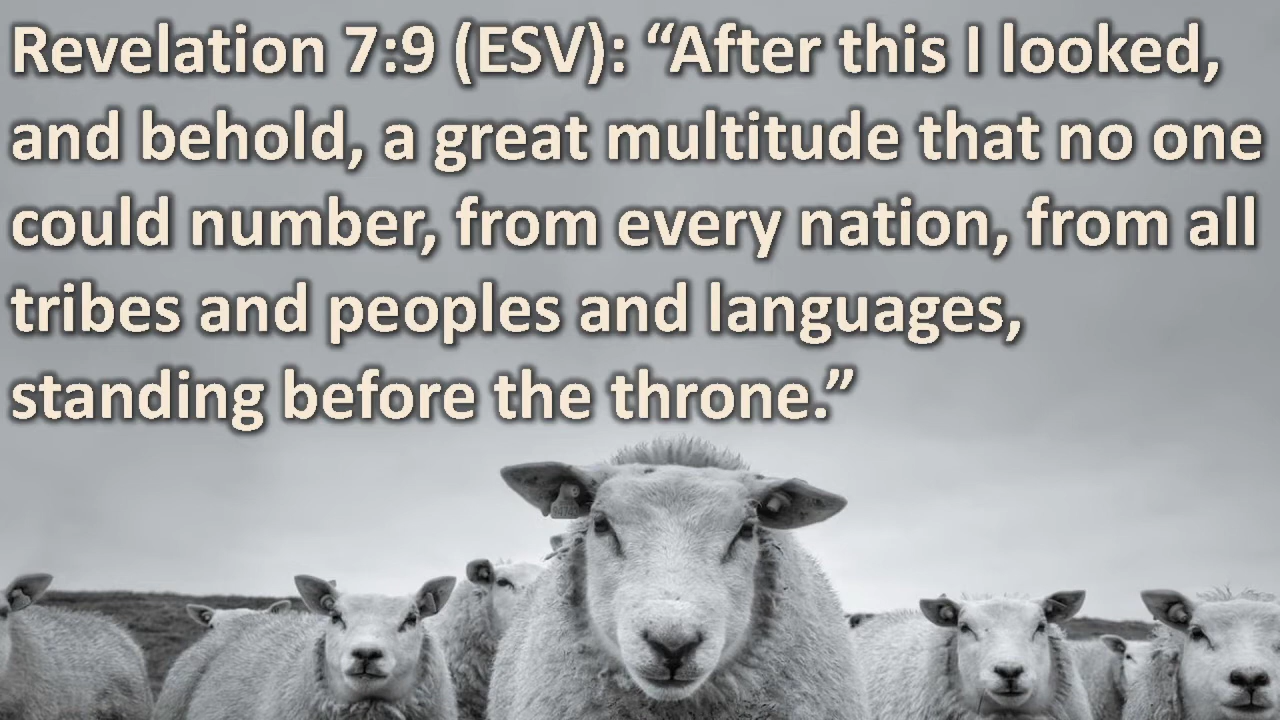 Revelation 7:9 (ESV): “After this I looked,
and behold, a great multitude that no one
could number, from every nation, from all
tribes and peoples and languages,
standing before the throne.”